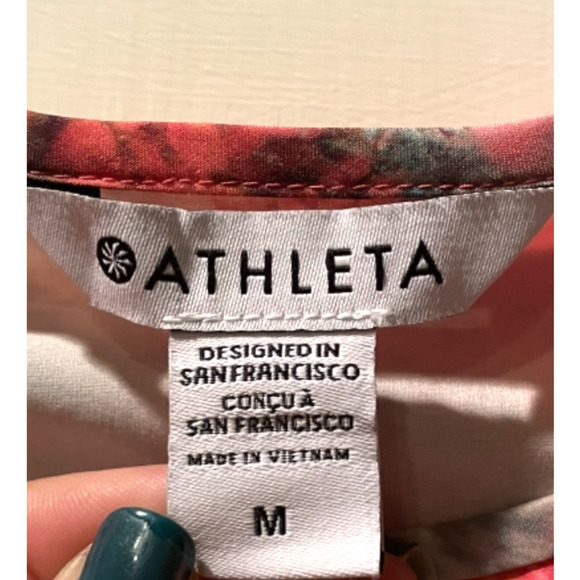 ATHLETA
DESIGNED IN
SAN FRANCISCO
CONÇU À
SAN FRANCISCO
MADE IN VIETNAM
M